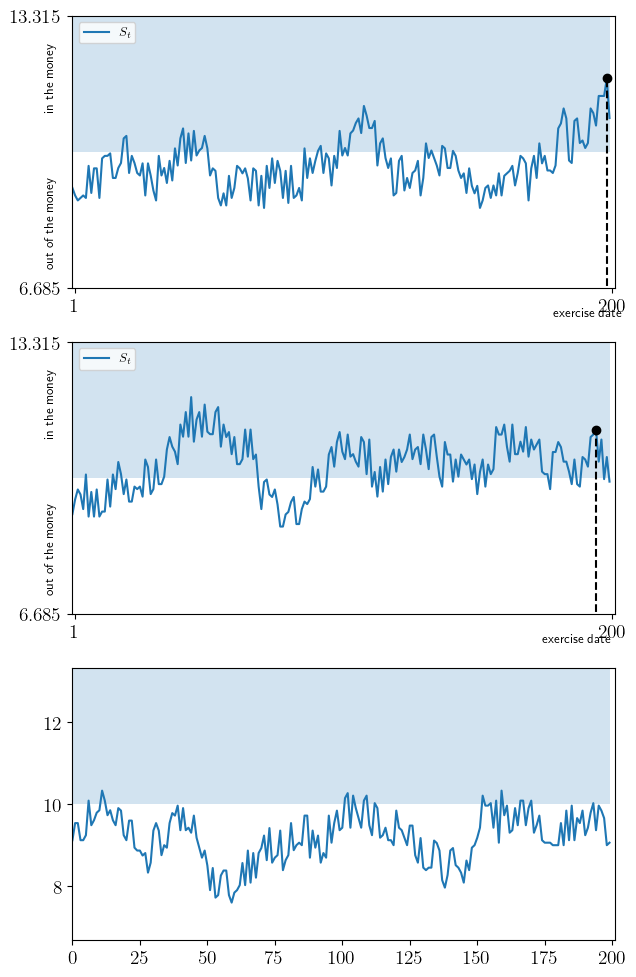 13.315
S_t
in the money
out of the money
6.685
1
200
exercise date
13.315
S_t
in the money
out of the money
6.685
1
200
exercise date
12
10
8
0 25 50 75 100 125 150 175 200